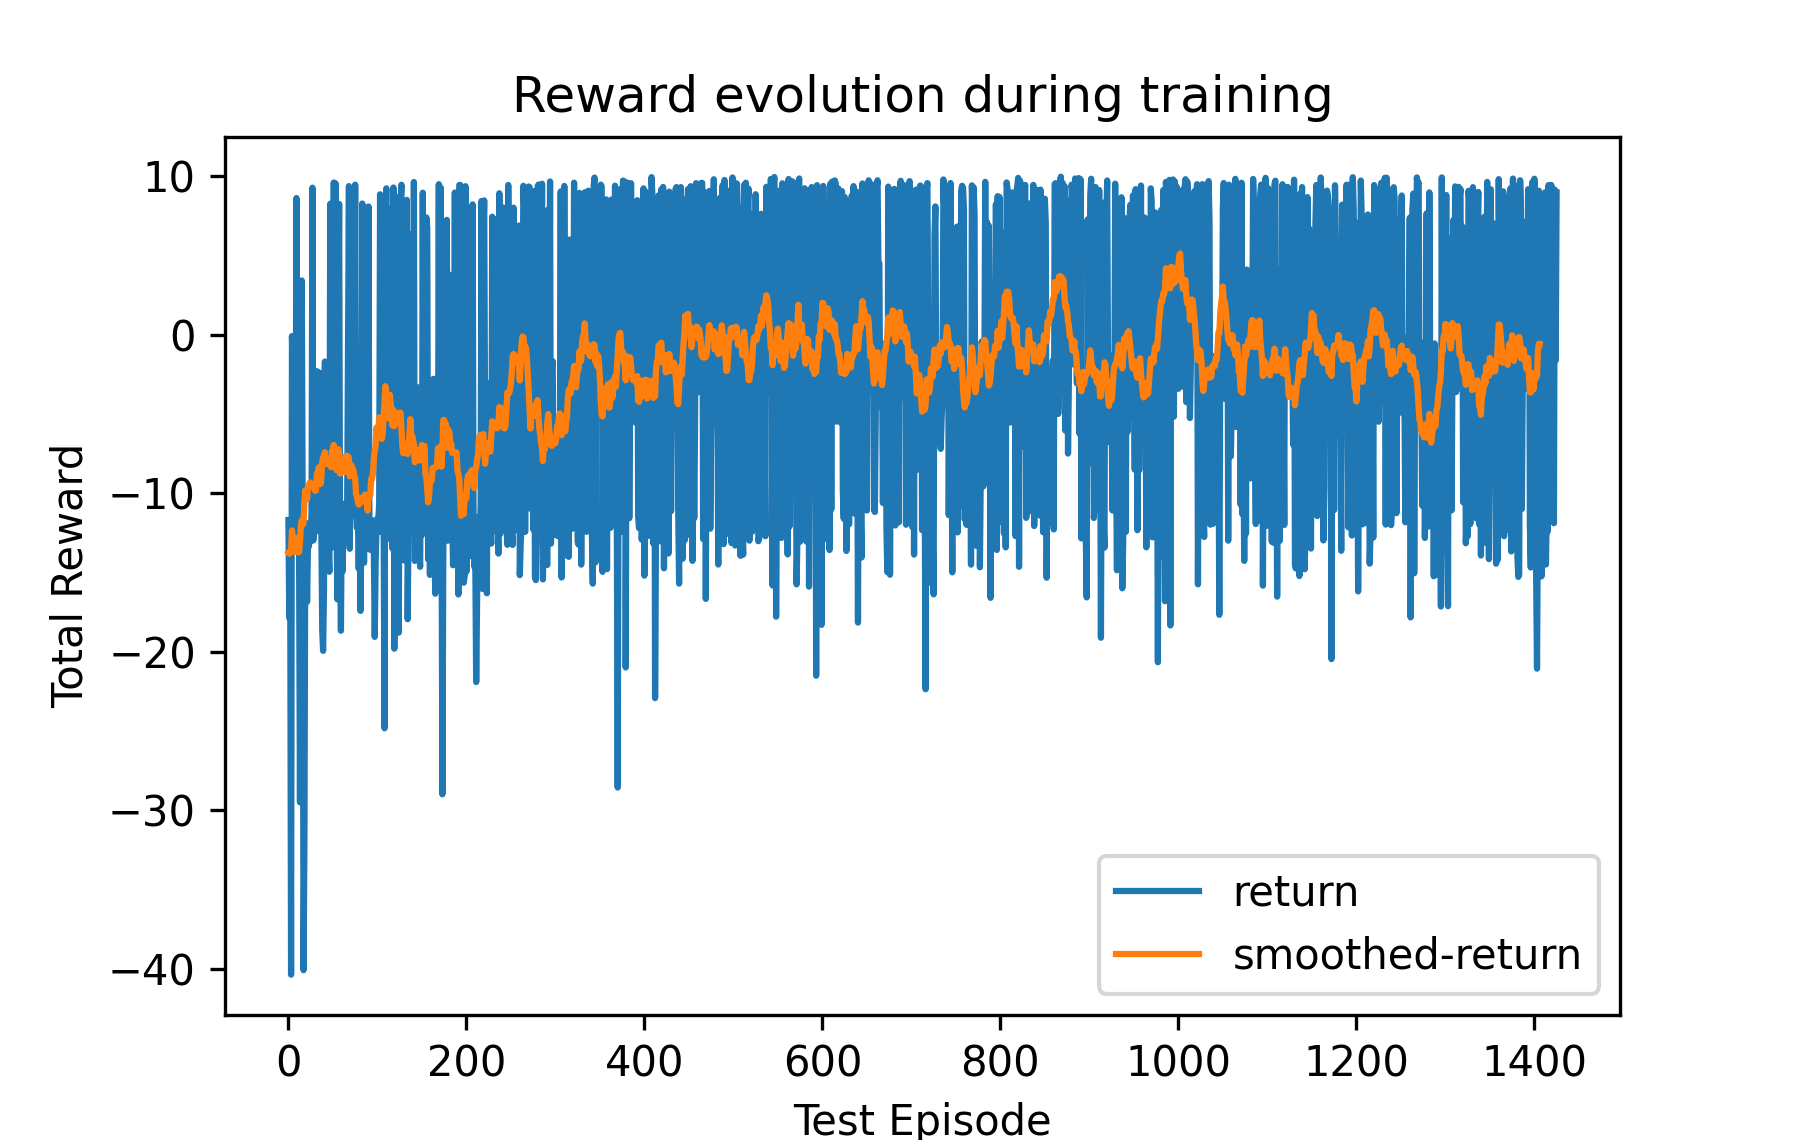 Reward evolution during training
10
0
−10
−20
−30
−40
Total Reward
return
smoothed-return
0 200 400 600 800 1000 1200 1400
Test Episode